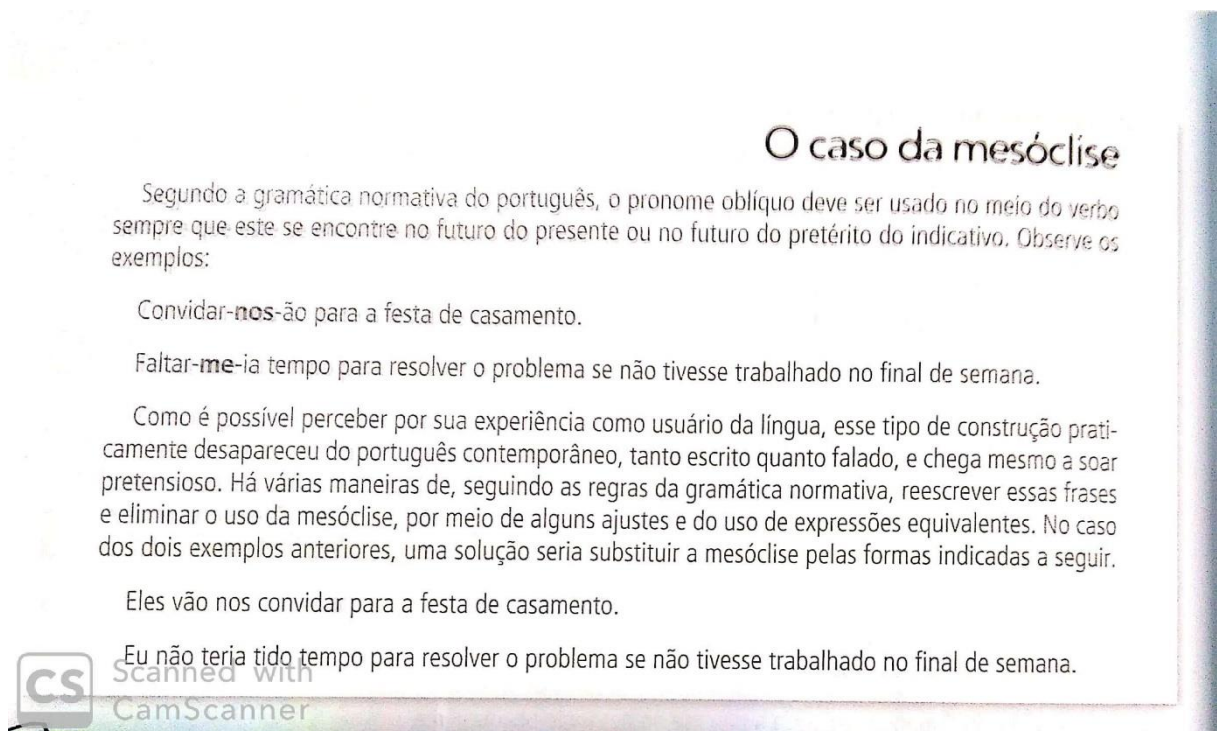 O caso da mesóclise
Segundo a gramática normativa do português, o pronome oblíquo deve ser usado no meio do verbo
sempre que este se encontre no futuro do presente ou no futuro do pretérito do indicativo. Observe os
exemplos:
Convidar-nos-ão para a festa de casamento.
Faltar-me-ia tempo para resolver o problema se não tivesse trabalhado no final de semana.
Como é possível perceber por sua experiência como usuário da língua, esse tipo de construção prati-
camente desapareceu do português contemporâneo, tanto escrito quanto falado, e chega mesmo a soar
pretensioso. Há várias maneiras de, seguindo as regras da gramática normativa, reescrever essas frases
e eliminar o uso da mesóclise, por meio de alguns ajustes e do uso de expressões equivalentes. No caso
dos dois exemplos anteriores, uma solução seria substituir a mesóclise pelas formas indicadas a seguir.
Eles vão nos convidar para a festa de casamento.
Eu não teria tido tempo para resolver o problema se não tivesse trabalhado no final de semana.
CS Scanned with
CamScanner